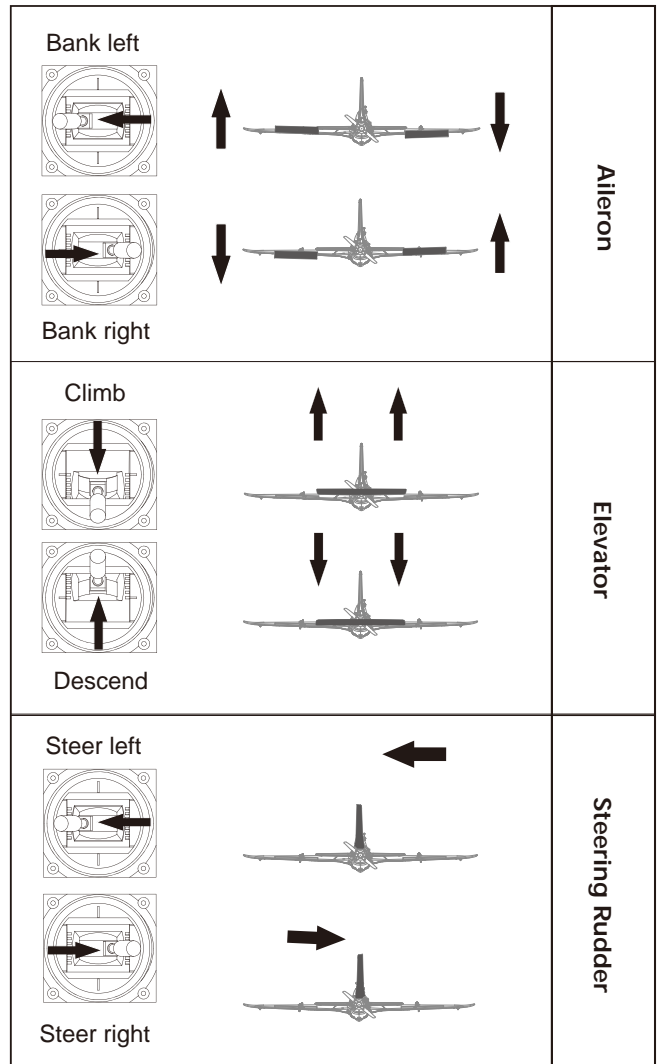 Bank left
Bank right
Aileron
Climb
Descend
Elevator
Steer left
Steer right
Steering Rudder